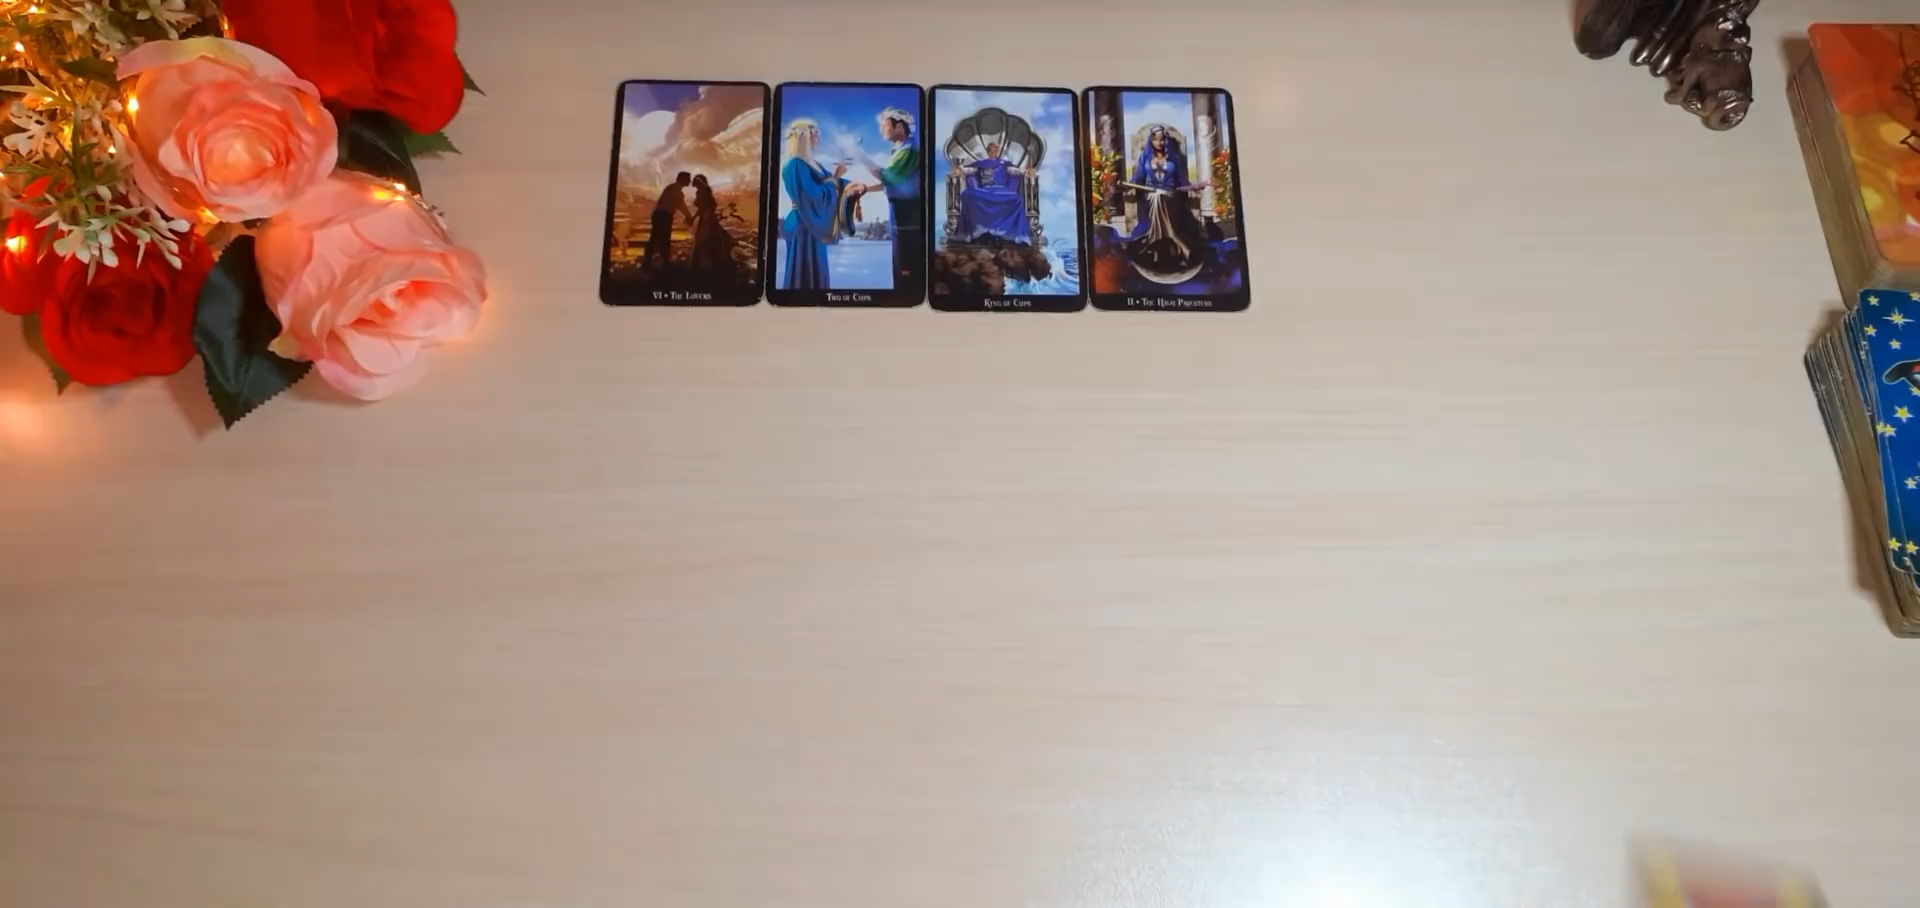 VI • The Lovers
Two of Cups
King of Cups
II • The High Priestess